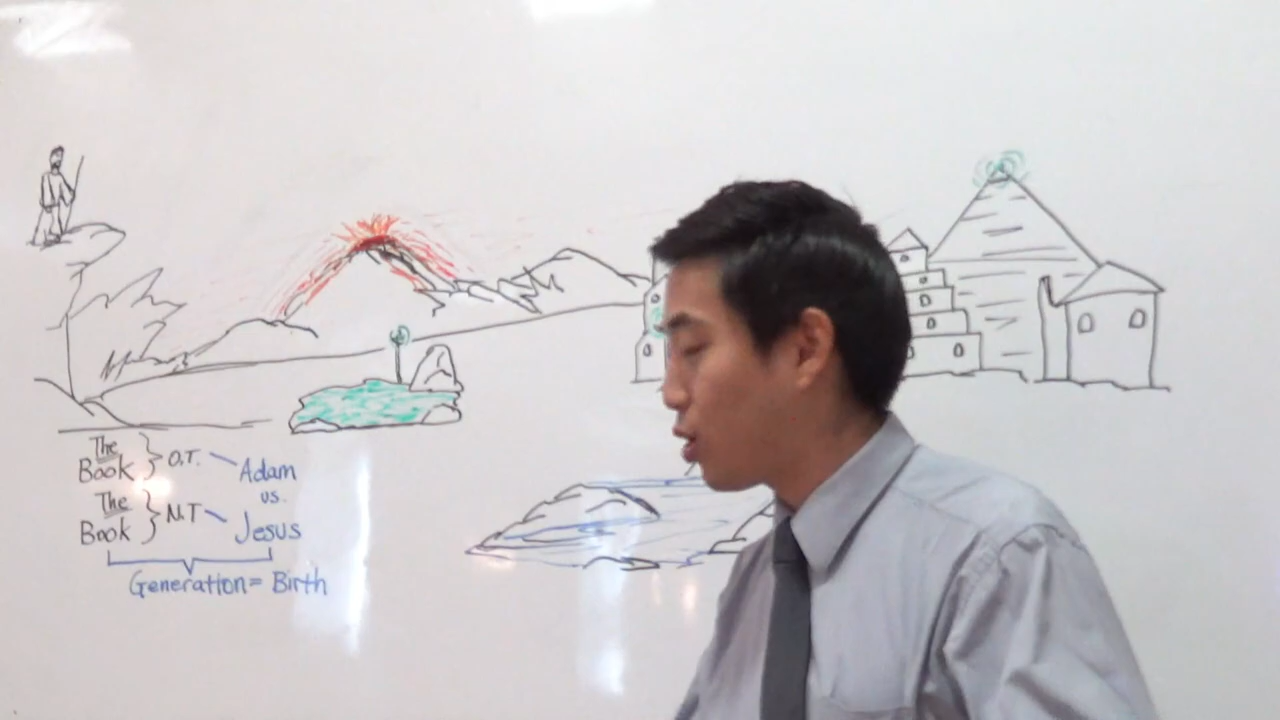 The
Book } O.T. - Adam
vs.
The
Book } N.T - Jesus
Generation = Birth